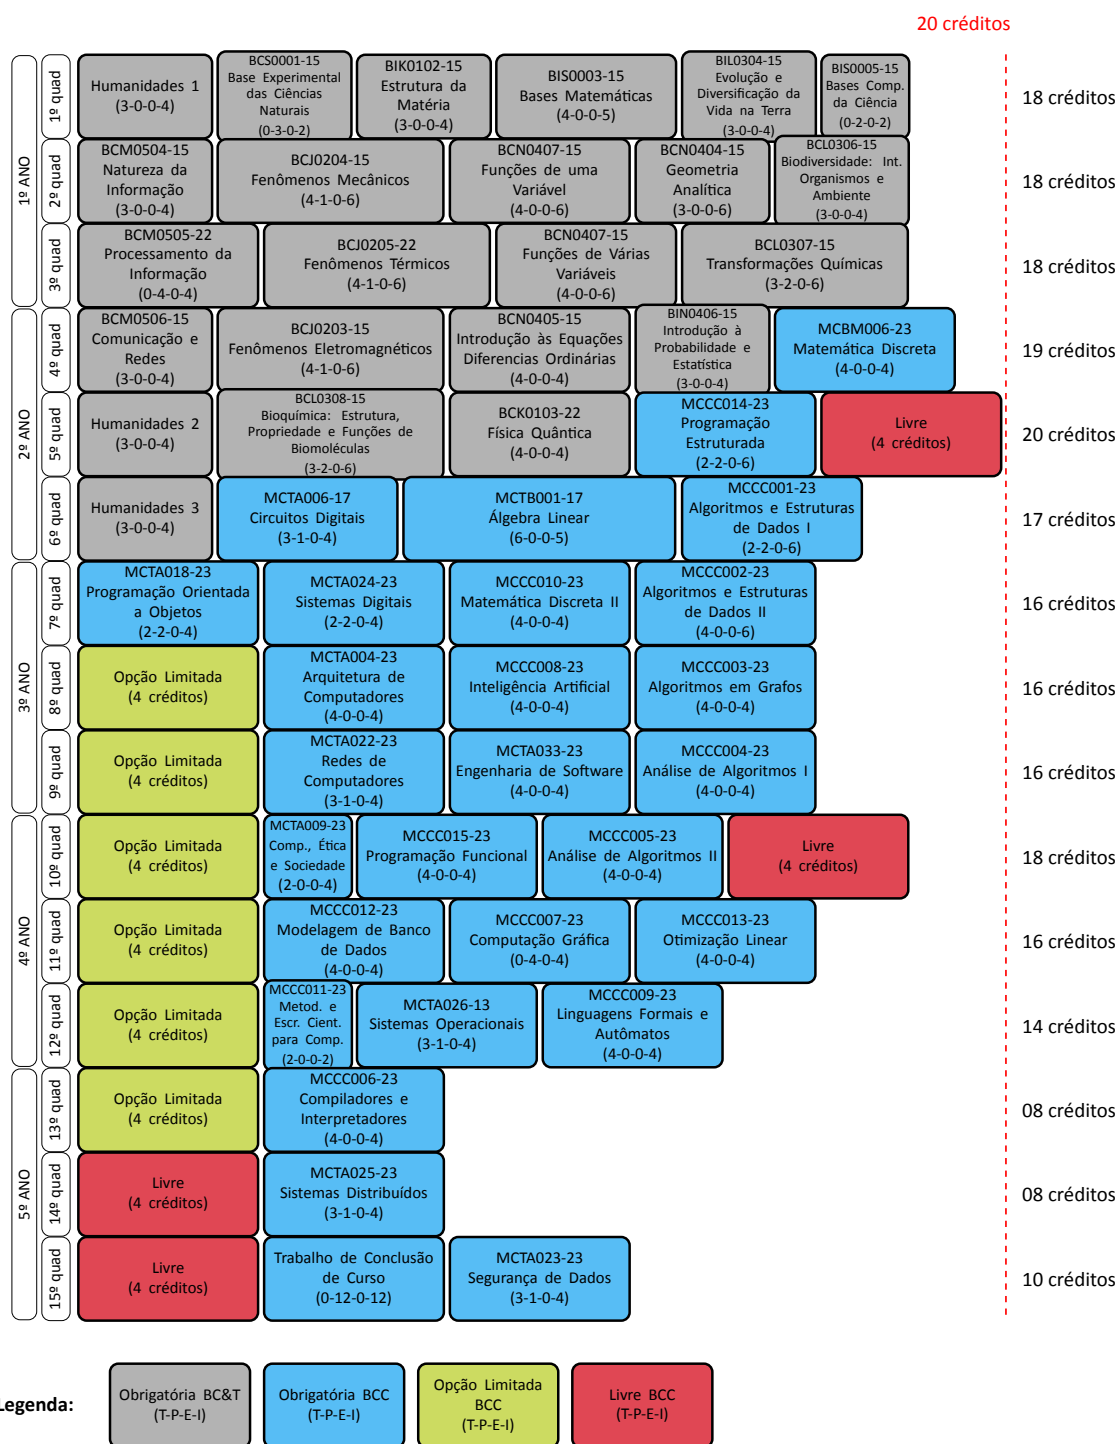 20 créditos
1º ANO
1º quad
Humanidades 1
(3-0-0-4)
BCS0001-15
Base Experimental
das Ciências
Naturais
(0-3-0-2)
BIK0102-15
Estrutura da
Matéria
(3-0-0-4)
BIS0003-15
Bases Matemáticas
(4-0-0-5)
BIL0304-15
Evolução e
Diversificação da
Vida na Terra
(3-0-0-4)
BIS0005-15
Bases Comp.
da Ciência
(0-2-0-2)
18 créditos
2º quad
BCM0504-15
Natureza da
Informação
(3-0-0-4)
BCJ0204-15
Fenômenos Mecânicos
(4-1-0-6)
BCN0407-15
Funções de uma
Variável
(4-0-0-6)
BCN0404-15
Geometria
Analítica
(3-0-0-6)
BCL0306-15
Biodiversidade: Int.
Organismos e
Ambiente
(3-0-0-4)
18 créditos
3º quad
BCM0505-22
Processamento da
Informação
(0-4-0-4)
BCJ0205-22
Fenômenos Térmicos
(4-1-0-6)
BCN0407-15
Funções de Várias
Variáveis
(4-0-0-6)
BCL0307-15
Transformações Químicas
(3-2-0-6)
18 créditos
2º ANO
4º quad
BCM0506-15
Comunicação e
Redes
(3-0-0-4)
BCJ0203-15
Fenômenos Eletromagnéticos
(4-1-0-6)
BCN0405-15
Introdução às Equações
Diferencias Ordinárias
(4-0-0-4)
BIN0406-15
Introdução à
Probabilidade e
Estatística
(3-0-0-4)
MCBM006-23
Matemática Discreta
(4-0-0-4)
19 créditos
5º quad
Humanidades 2
(3-0-0-4)
BCL0308-15
Bioquímica: Estrutura,
Propriedade e Funções de
Biomoléculas
(3-2-0-6)
BCK0103-22
Física Quântica
(4-0-0-4)
MCCC014-23
Programação
Estruturada
(2-2-0-6)
Livre
(4 créditos)
20 créditos
6º quad
Humanidades 3
(3-0-0-4)
MCTA006-17
Circuitos Digitais
(3-1-0-4)
MCTB001-17
Álgebra Linear
(6-0-0-5)
MCCC001-23
Algoritmos e Estruturas
de Dados I
(2-2-0-6)
17 créditos
3º ANO
7º quad
MCTA018-23
Programação Orientada
a Objetos
(2-2-0-4)
MCTA024-23
Sistemas Digitais
(2-2-0-4)
MCCC010-23
Matemática Discreta II
(4-0-0-4)
MCCC002-23
Algoritmos e Estruturas
de Dados II
(4-0-0-6)
16 créditos
8º quad
Opção Limitada
(4 créditos)
MCTA004-23
Arquitetura de
Computadores
(4-0-0-4)
MCCC008-23
Inteligência Artificial
(4-0-0-4)
MCCC003-23
Algoritmos em Grafos
(4-0-0-4)
16 créditos
9º quad
Opção Limitada
(4 créditos)
MCTA022-23
Redes de
Computadores
(3-1-0-4)
MCTA033-23
Engenharia de Software
(4-0-0-4)
MCCC004-23
Análise de Algoritmos I
(4-0-0-4)
16 créditos
4º ANO
10º quad
Opção Limitada
(4 créditos)
MCTA009-23
Comp., Ética
e Sociedade
(2-0-0-4)
MCCC015-23
Programação Funcional
(4-0-0-4)
MCCC005-23
Análise de Algoritmos II
(4-0-0-4)
Livre
(4 créditos)
18 créditos
11º quad
Opção Limitada
(4 créditos)
MCCC012-23
Modelagem de Banco
de Dados
(4-0-0-4)
MCCC007-23
Computação Gráfica
(0-4-0-4)
MCCC013-23
Otimização Linear
(4-0-0-4)
16 créditos
12º quad
Opção Limitada
(4 créditos)
MCCC011-23
Metod. e
Escr. Cient.
para Comp.
(2-0-0-2)
MCTA026-13
Sistemas Operacionais
(3-1-0-4)
MCCC009-23
Linguagens Formais e
Autômatos
(4-0-0-4)
14 créditos
5º ANO
13º quad
Opção Limitada
(4 créditos)
MCCC006-23
Compiladores e
Interpretadores
(4-0-0-4)
08 créditos
14º quad
Livre
(4 créditos)
MCTA025-23
Sistemas Distribuídos
(3-1-0-4)
08 créditos
15º quad
Livre
(4 créditos)
Trabalho de Conclusão
de Curso
(0-12-0-12)
MCTA023-23
Segurança de Dados
(3-1-0-4)
10 créditos
Legenda:
Obrigatória BC&T
(T-P-E-I)
Obrigatória BCC
(T-P-E-I)
Opção Limitada
BCC
(T-P-E-I)
Livre BCC
(T-P-E-I)